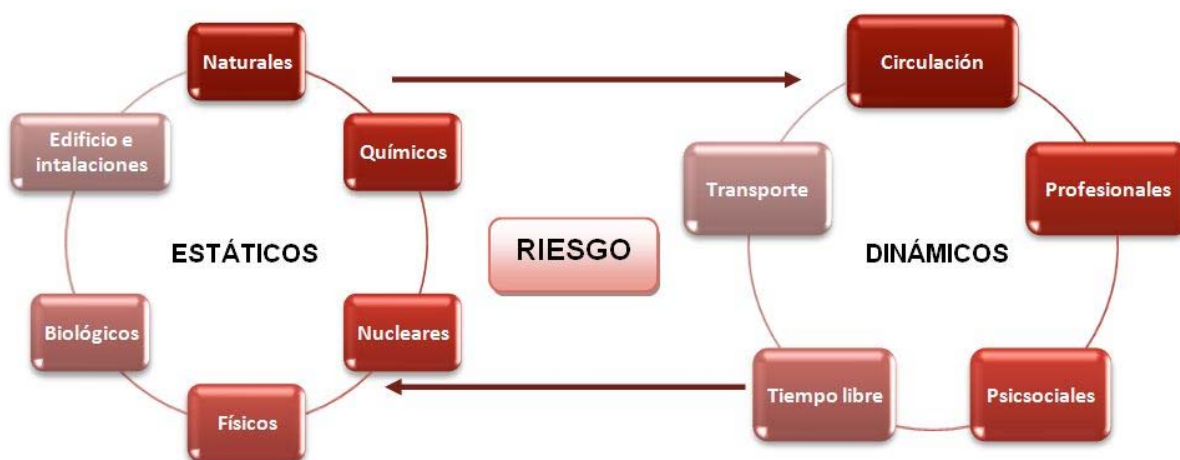 Naturales
Químicos
Nucleares
Físicos
Biológicos
Edificio e
intalaciones
ESTÁTICOS
RIESGO
Circulación
Profesionales
Psicsociales
Tiempo libre
Transporte
DINÁMICOS